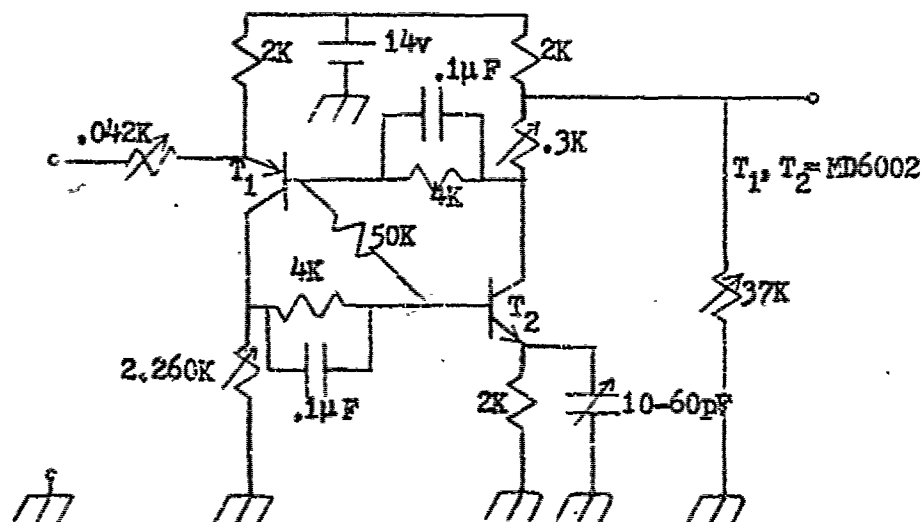 2K
14v
2K
.1µF
.042K
.3K
T1
4K
T1, T2=MD6002
50K
4K
T2
37K
2.260K
.1µF
2K
10-60pF